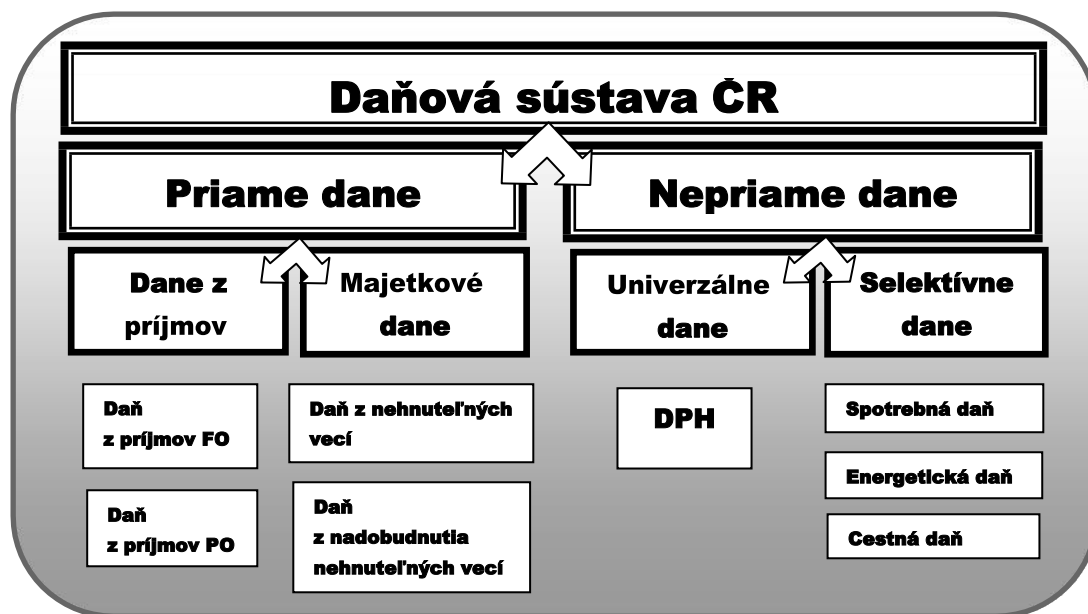 Daňová sústava ČR
Priame dane
Nepriame dane
Dane z
príjmov
Majetkové
dane
Univerzálne
dane
Selektívne
dane
Daň
z príjmov FO
Daň
z príjmov PO
Daň z nehnuteľných
vecí
Daň
z nadobudnutia
nehnuteľných vecí
DPH
Spotrebná daň
Energetická daň
Cestná daň